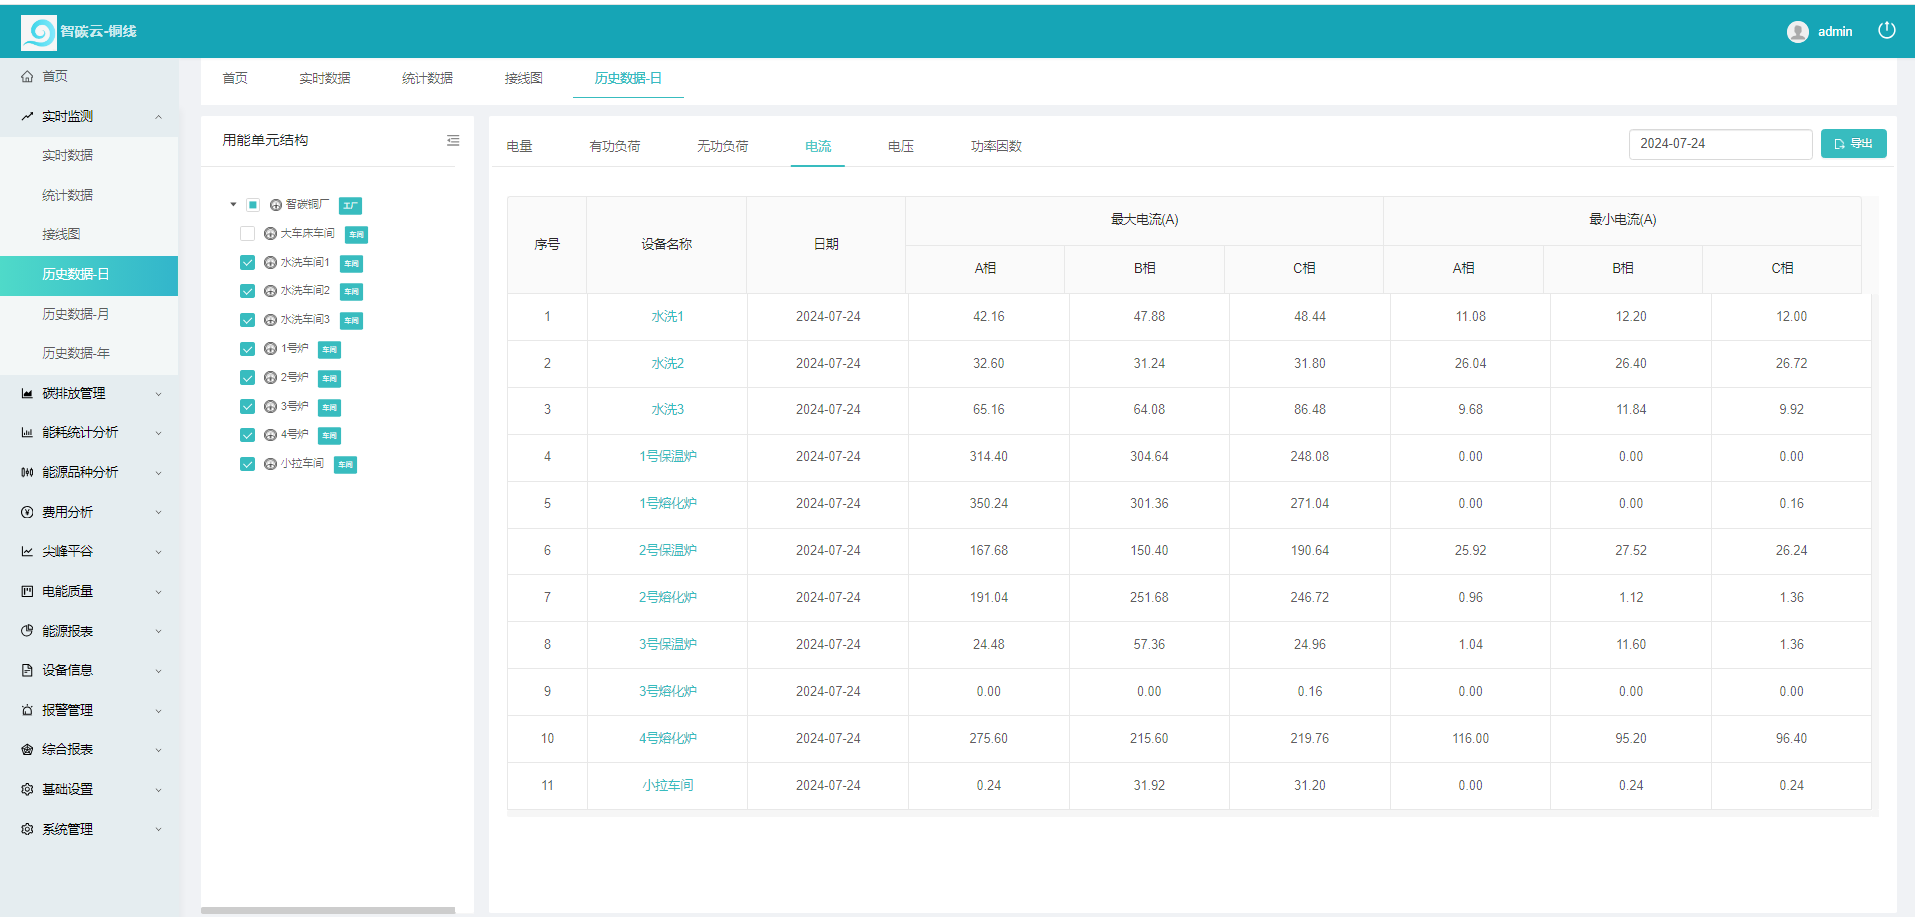 智碳云-铜线
admin
首页
实时监测
实时数据
统计数据
接线图
历史数据-日
历史数据-月
历史数据-年
碳排放管理
能耗统计分析
能源品种分析
费用分析
尖峰平谷
电能质量
能源报表
设备信息
报警管理
综合报表
基础设置
系统管理
首页 实时数据 统计数据 接线图 历史数据-日
用能单元结构
智碳铜厂 工厂
大车床车间 车间
水洗车间1 车间
水洗车间2 车间
水洗车间3 车间
1号炉 车间
2号炉 车间
3号炉 车间
4号炉 车间
小拉车间 车间
电量 有功负荷 无功负荷 电流 电压 功率因数
2024-07-24 导出
序号 设备名称 日期 最大电流(A) 最小电流(A)
A相 B相 C相 A相 B相 C相
1 水洗1 2024-07-24 42.16 47.88 48.44 11.08 12.20 12.00
2 水洗2 2024-07-24 32.60 31.24 31.80 26.04 26.40 26.72
3 水洗3 2024-07-24 65.16 64.08 86.48 9.68 11.84 9.92
4 1号保温炉 2024-07-24 314.40 304.64 248.08 0.00 0.00 0.00
5 1号熔化炉 2024-07-24 350.24 301.36 271.04 0.00 0.00 0.16
6 2号保温炉 2024-07-24 167.68 150.40 190.64 25.92 27.52 26.24
7 2号熔化炉 2024-07-24 191.04 251.68 246.72 0.96 1.12 1.36
8 3号保温炉 2024-07-24 24.48 57.36 24.96 1.04 11.60 1.36
9 3号熔化炉 2024-07-24 0.00 0.00 0.16 0.00 0.00 0.00
10 4号熔化炉 2024-07-24 275.60 215.60 219.76 116.00 95.20 96.40
11 小拉车间 2024-07-24 0.24 31.92 31.20 0.00 0.24 0.24